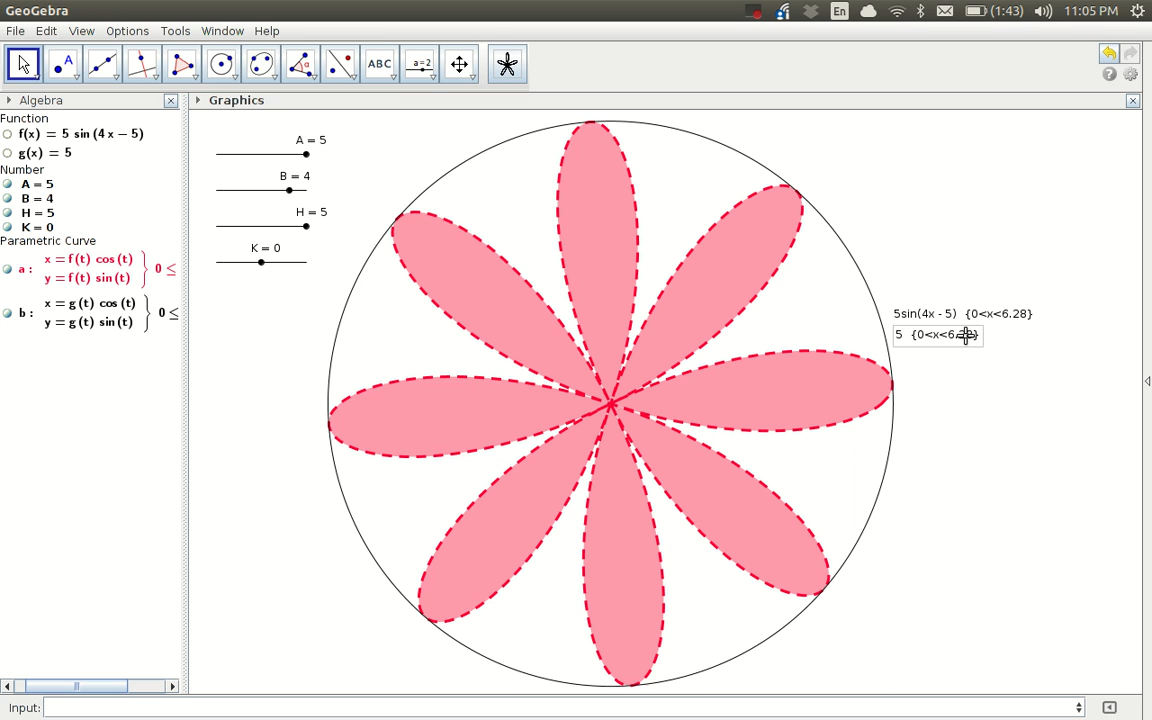 GeoGebra
En
(1:43)
11:05 PM
File Edit View Options Tools Window Help
A
α
ABC
a=2
Algebra
Graphics
Function
f(x) = 5 sin (4 x − 5)
g(x) = 5
Number
A = 5
B = 4
H = 5
K = 0
Parametric Curve
a : x = f(t) cos (t)
y = f(t) sin (t) } 0 ≤
b : x = g (t) cos (t)
y = g (t) sin (t) } 0 ≤
A = 5
B = 4
H = 5
K = 0
5sin(4x - 5) {0<x<6.28}
5 {0<x<6.28}
Input: